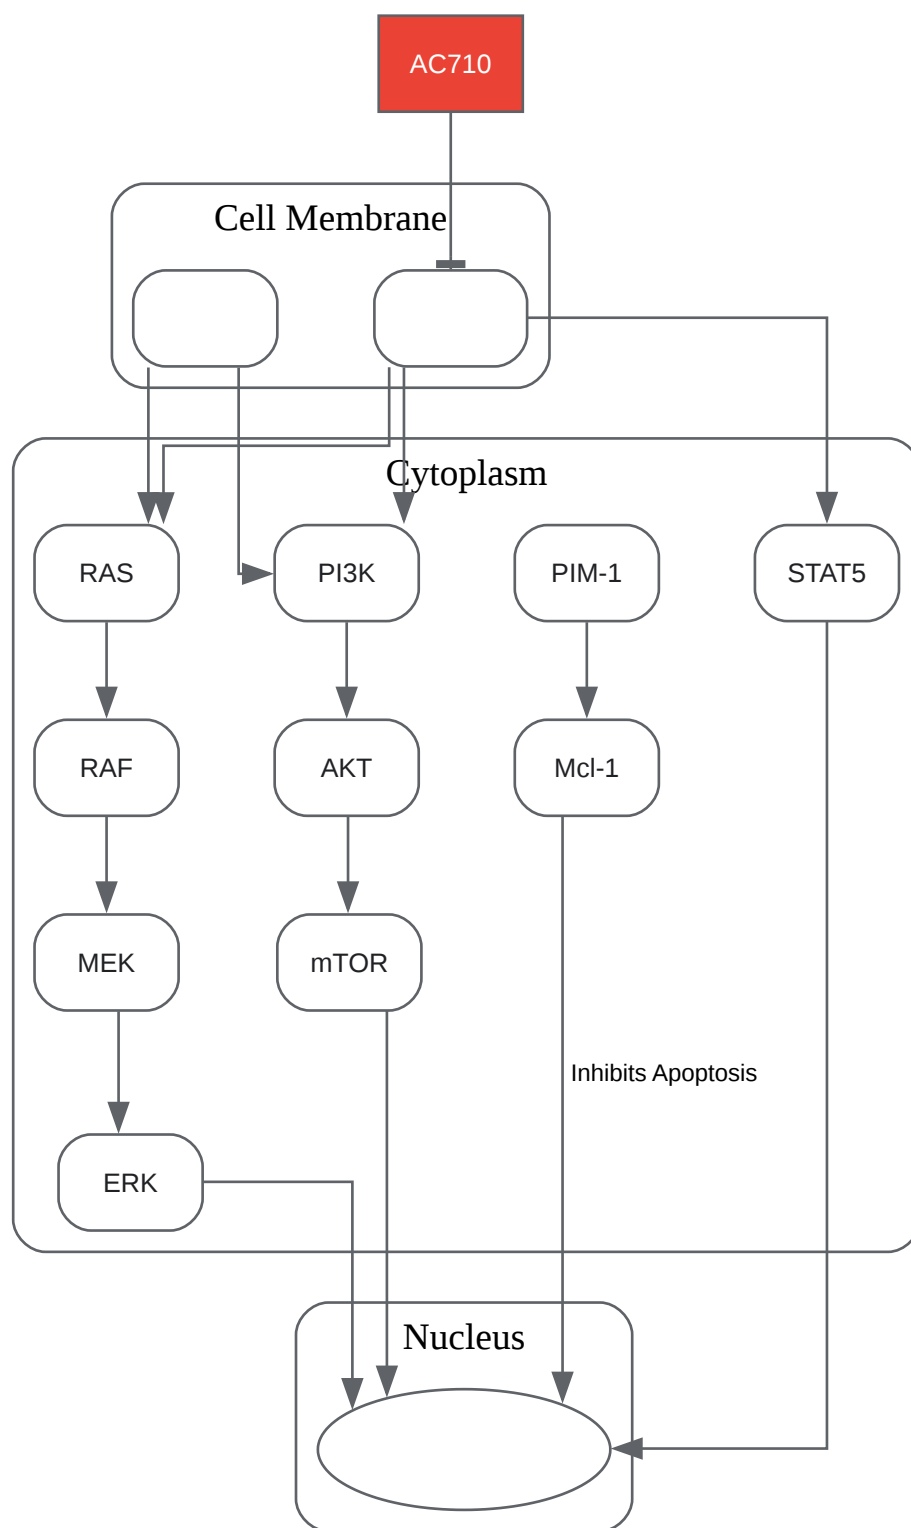 AC710
Cell Membrane
Cytoplasm
RAS
PI3K
PIM-1
STAT5
RAF
AKT
Mcl-1
MEK
mTOR
Inhibits Apoptosis
ERK
Nucleus